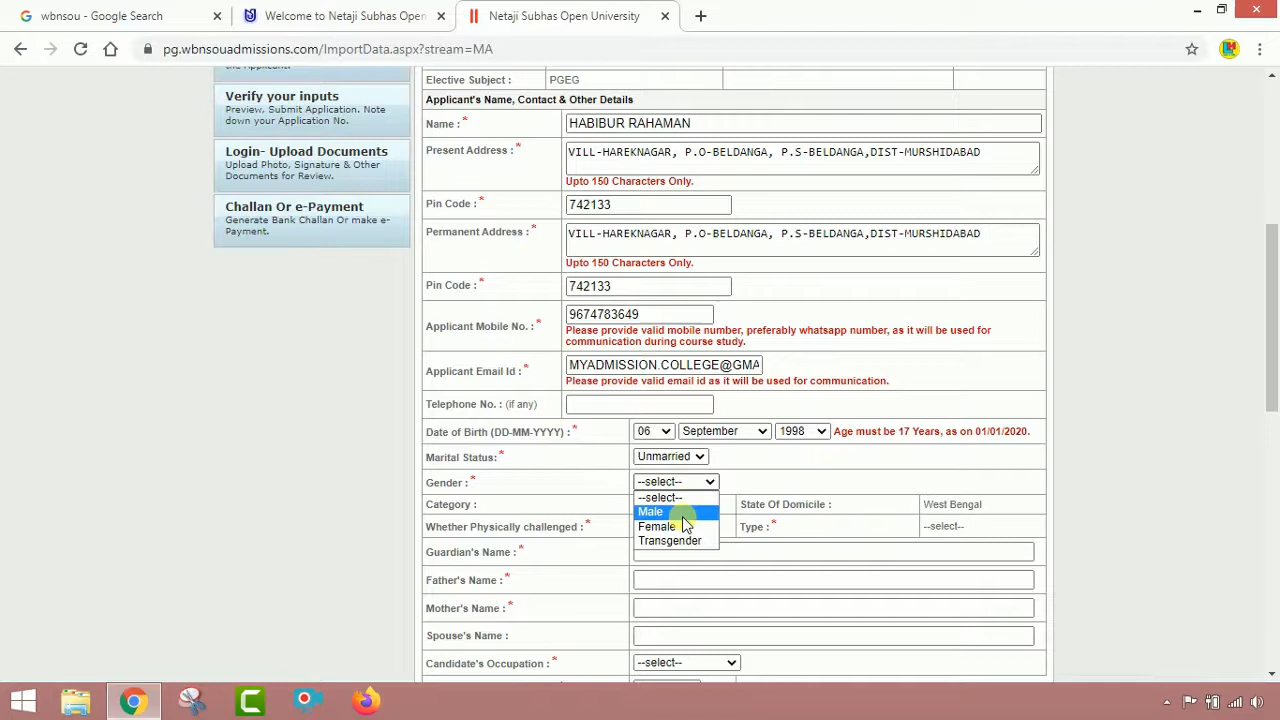 wbnsou - Google Search
Welcome to Netaji Subhas Open
Netaji Subhas Open University
pg.wbnsouadmissions.com/ImportData.aspx?stream=MA
the Applicant.
Verify your inputs
Preview, Submit Application. Note
down your Application No.
Login- Upload Documents
Upload Photo, Signature & Other
Documents for Review.
Challan Or e-Payment
Generate Bank Challan Or make e-
Payment.
Elective Subject : PGEG
Applicant's Name, Contact & Other Details
Name : * HABIBUR RAHAMAN
Present Address : * VILL-HAREKNAGAR, P.O-BELDANGA, P.S-BELDANGA,DIST-MURSHIDABAD
Upto 150 Characters Only.
Pin Code : * 742133
Permanent Address : * VILL-HAREKNAGAR, P.O-BELDANGA, P.S-BELDANGA,DIST-MURSHIDABAD
Upto 150 Characters Only.
Pin Code : * 742133
Applicant Mobile No. : * 9674783649
Please provide valid mobile number, preferably whatsapp number, as it will be used for
communication during course study.
Applicant Email Id : * MYADMISSION.COLLEGE@GMA
Please provide valid email id as it will be used for communication.
Telephone No. : (if any)
Date of Birth (DD-MM-YYYY) : * 06 September 1998 Age must be 17 Years, as on 01/01/2020.
Marital Status: * Unmarried
Gender : * --select--
--select--
Male
Female
Transgender
Category : State Of Domicile : West Bengal
Whether Physically challenged : * Type : * --select--
Guardian's Name : *
Father's Name : *
Mother's Name : *
Spouse's Name :
Candidate's Occupation : * --select--